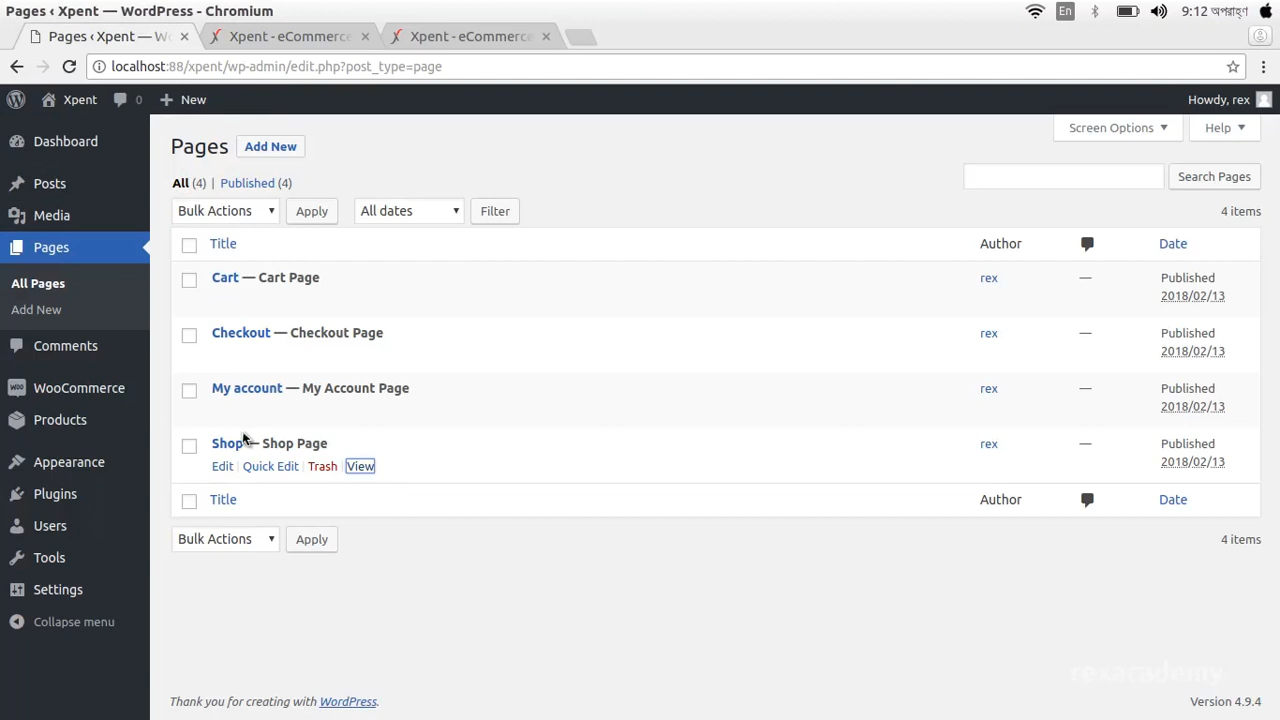 Pages ‹ Xpent — WordPress - Chromium
En
9:12 অপরাহ্ণ
Pages ‹ Xpent — Wo
Xpent - eCommerce
Xpent - eCommerce
localhost:88/xpent/wp-admin/edit.php?post_type=page
Xpent
0
New
Howdy, rex
Dashboard
Posts
Media
Pages
All Pages
Add New
Comments
WooCommerce
Products
Appearance
Plugins
Users
Tools
Settings
Collapse menu
Screen Options
Help
Pages
Add New
All (4) | Published (4)
Search Pages
Bulk Actions
Apply
All dates
Filter
4 items
Title
Author
Date
Cart — Cart Page
rex
—
Published
2018/02/13
Checkout — Checkout Page
rex
—
Published
2018/02/13
My account — My Account Page
rex
—
Published
2018/02/13
Shop — Shop Page
rex
—
Published
2018/02/13
Edit | Quick Edit | Trash | View
Title
Author
Date
Bulk Actions
Apply
4 items
rexacademy
Thank you for creating with WordPress.
Version 4.9.4